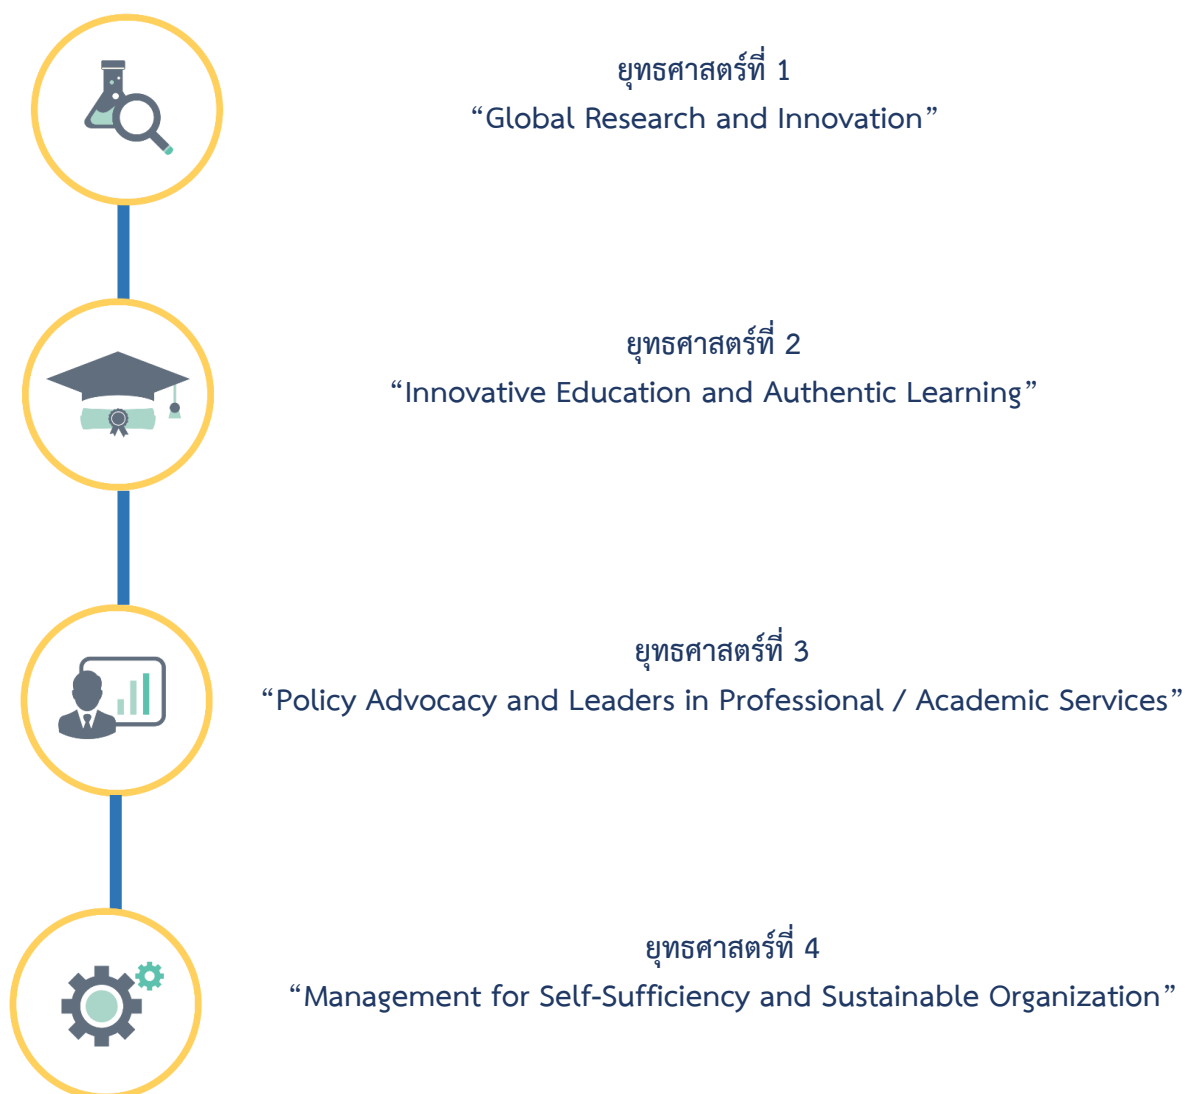 ยุทธศาสตร์ที่ 1
“Global Research and Innovation”
ยุทธศาสตร์ที่ 2
“Innovative Education and Authentic Learning”
ยุทธศาสตร์ที่ 3
“Policy Advocacy and Leaders in Professional / Academic Services”
ยุทธศาสตร์ที่ 4
“Management for Self-Sufficiency and Sustainable Organization”